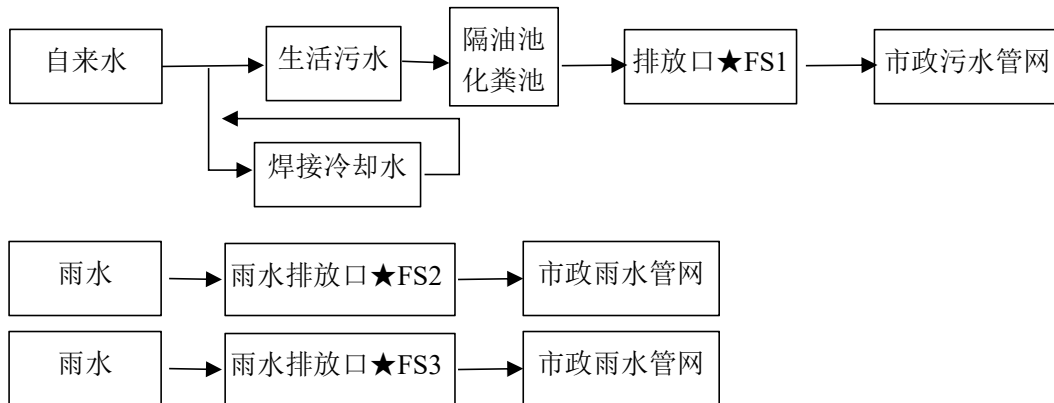 自来水
生活污水
隔油池
化粪池
排放口★FS1
市政污水管网
焊接冷却水
雨水
雨水排放口★FS2
市政雨水管网
雨水
雨水排放口★FS3
市政雨水管网